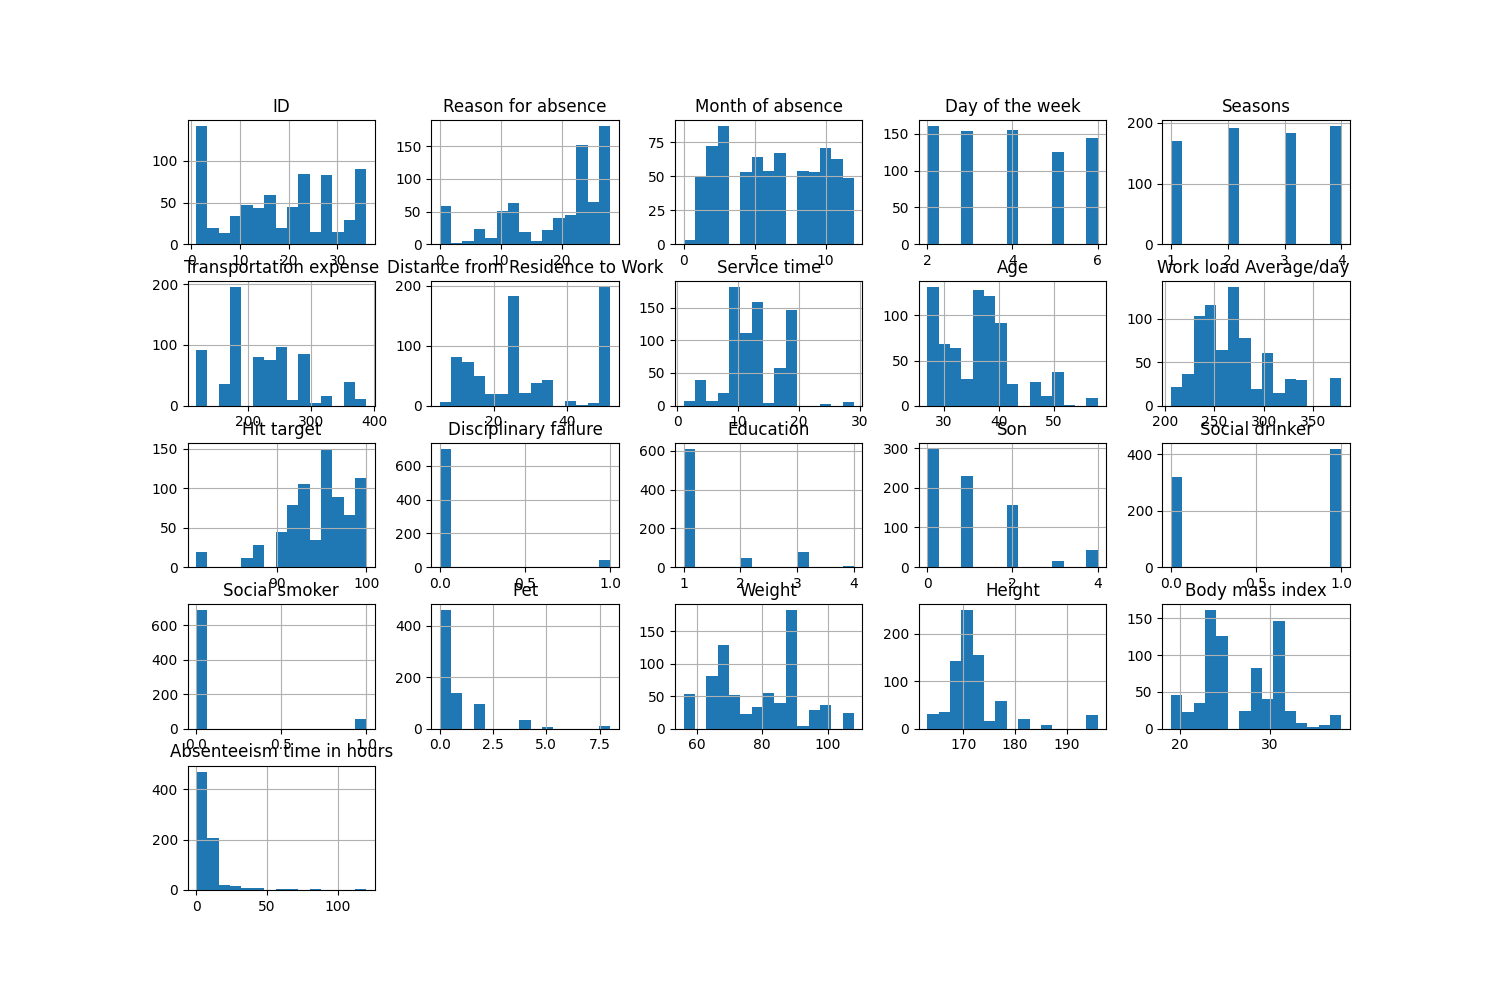 ID Reason for absence Month of absence Day of the week Seasons
100 50 0 150 100 50 0 75 50 25 0 150 100 50 0 200 100 0
0 10 20 30 0 10 20 0 5 10 2 4 6 1 2 3 4
Transportation expense Distance from Residence to Work Service time Age Work load Average/day
200 100 0 200 100 0 150 100 50 0 100 50 0 100 50 0
200 300 400 20 40 0 10 20 30 30 40 50 200 250 300 350
Hit target Disciplinary failure Education Son Social drinker
150 100 50 0 600 400 200 0 600 400 200 0 300 200 100 0 400 200 0
90 100 0.0 0.5 1.0 1 2 3 4 0 2 4 0.0 0.5 1.0
Social smoker Pet Weight Height Body mass index
600 400 200 0 400 200 0 150 100 50 0 200 100 0 150 100 50 0
0.0 0.5 1.0 0.0 2.5 5.0 7.5 60 80 100 170 180 190 20 30
Absenteeism time in hours
400 200 0
0 50 100